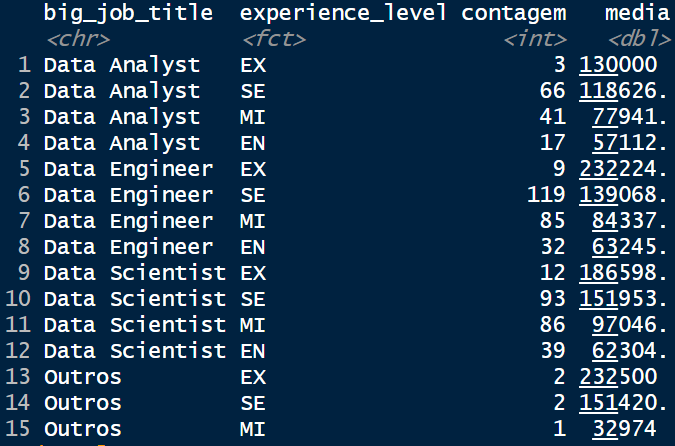 big_job_title experience_level contagem media
<chr> <fct> <int> <dbl>
1 Data Analyst EX 3 130000
2 Data Analyst SE 66 118626.
3 Data Analyst MI 41 77941.
4 Data Analyst EN 17 57112.
5 Data Engineer EX 9 232224.
6 Data Engineer SE 119 139068.
7 Data Engineer MI 85 84337.
8 Data Engineer EN 32 63245.
9 Data Scientist EX 12 186598.
10 Data Scientist SE 93 151953.
11 Data Scientist MI 86 97046.
12 Data Scientist EN 39 62304.
13 Outros EX 2 232500
14 Outros SE 2 151420.
15 Outros MI 1 32974